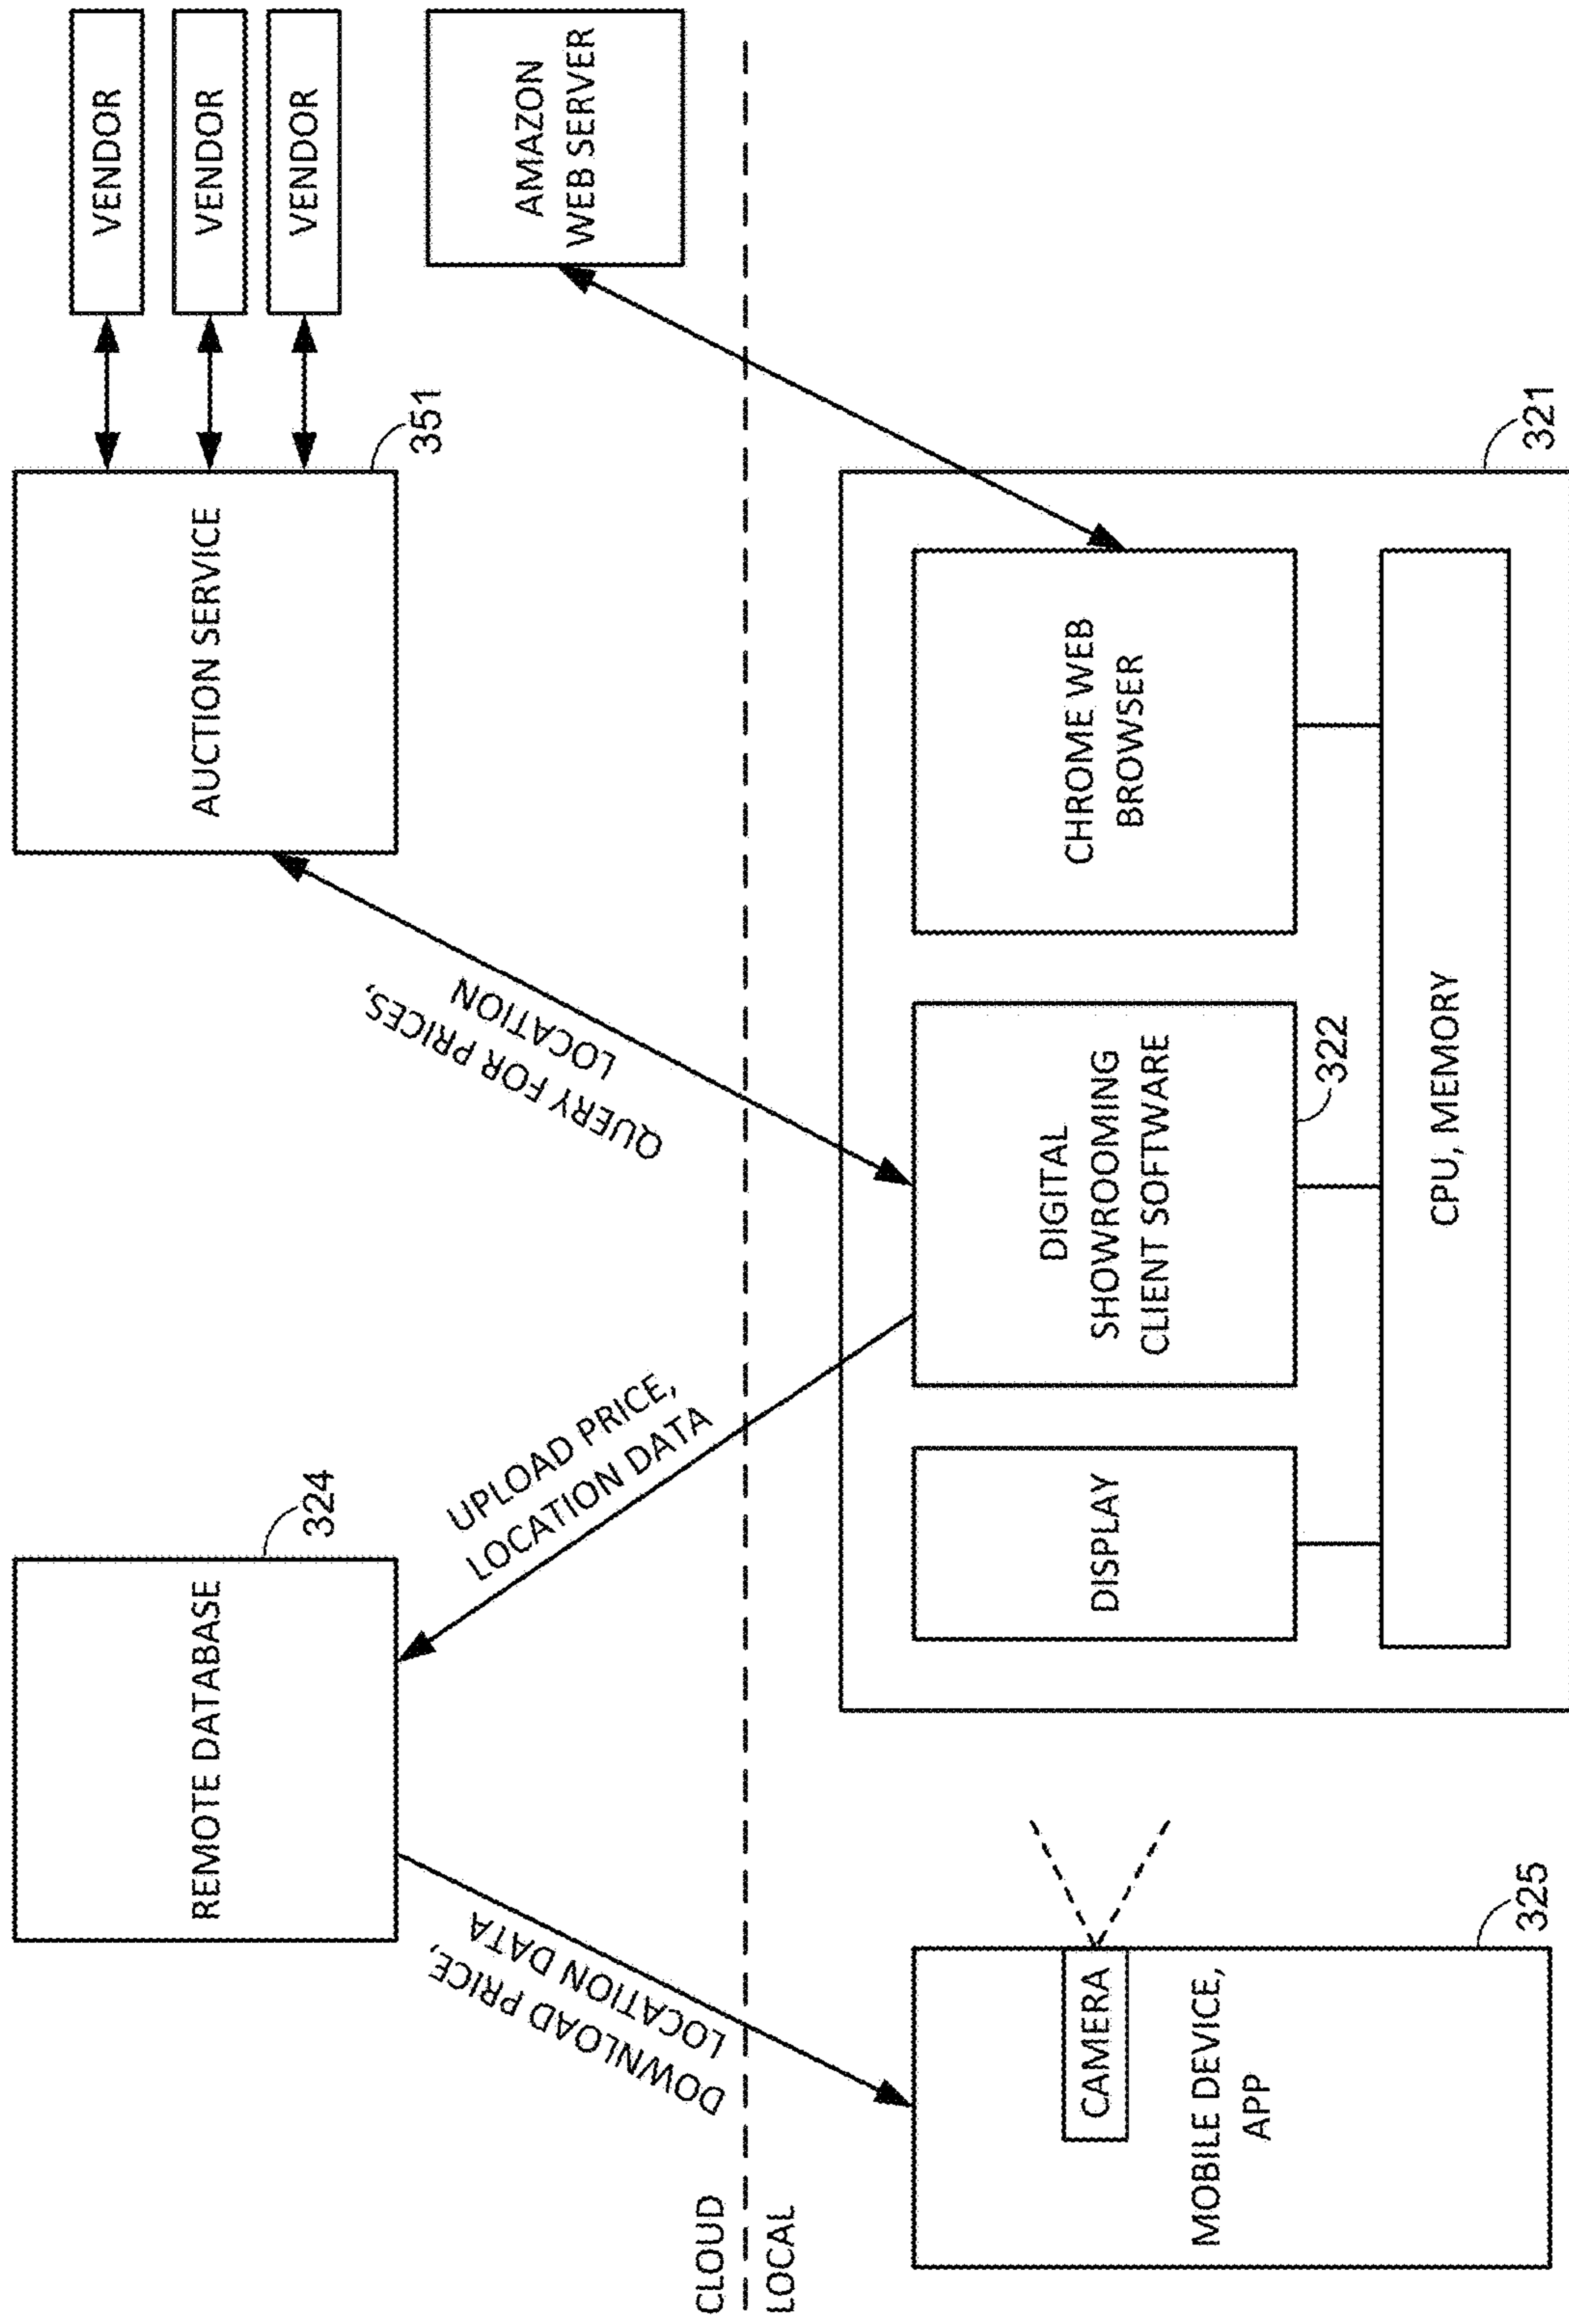 REMOTE DATABASE
324
AUCTION SERVICE
351
VENDOR
VENDOR
VENDOR
AMAZON
WEB SERVER
DOWNLOAD PRICE,
LOCATION DATA
UPLOAD PRICE,
LOCATION DATA
QUERY FOR PRICES,
LOCATION
CLOUD
LOCAL
CAMERA
MOBILE DEVICE,
APP
325
DISPLAY
DIGITAL
SHOWROOMING
CLIENT SOFTWARE
322
CHROME WEB
BROWSER
CPU, MEMORY
321